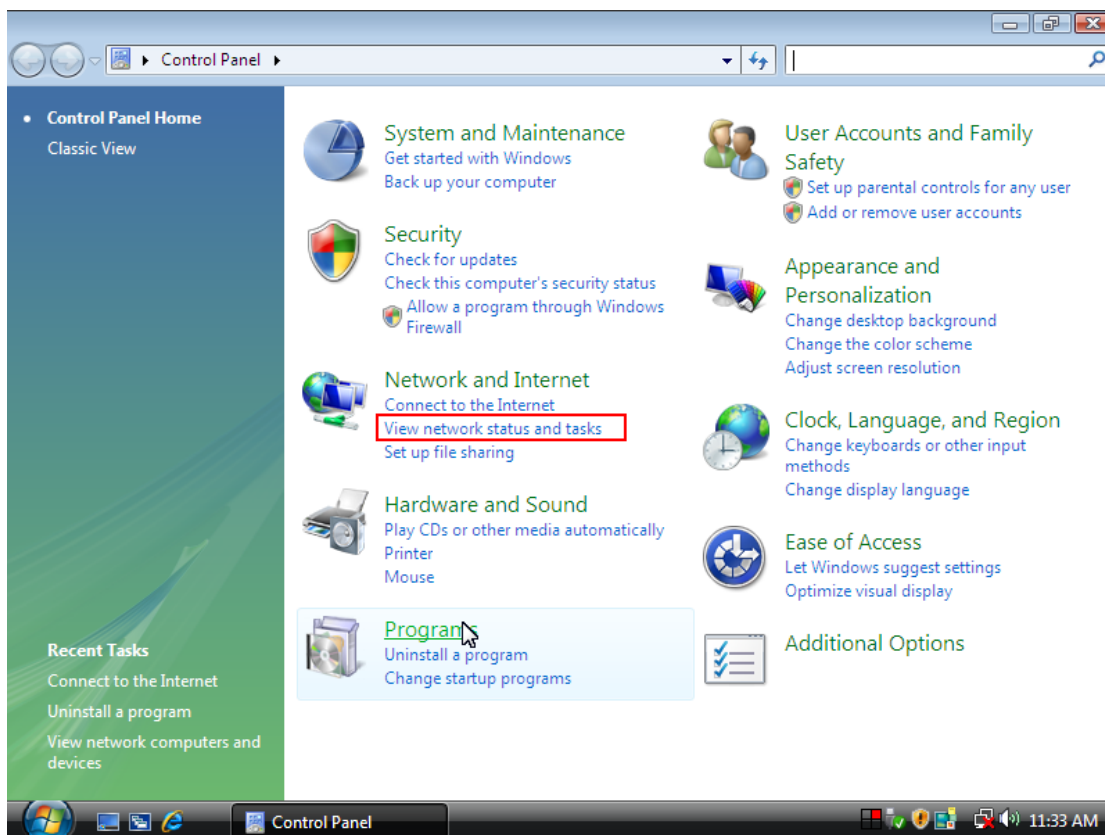 Control Panel
Control Panel Home
Classic View
System and Maintenance
Get started with Windows
Back up your computer
Security
Check for updates
Check this computer's security status
Allow a program through Windows
Firewall
Network and Internet
Connect to the Internet
View network status and tasks
Set up file sharing
Hardware and Sound
Play CDs or other media automatically
Printer
Mouse
Programs
Uninstall a program
Change startup programs
User Accounts and Family
Safety
Set up parental controls for any user
Add or remove user accounts
Appearance and
Personalization
Change desktop background
Change the color scheme
Adjust screen resolution
Clock, Language, and Region
Change keyboards or other input
methods
Change display language
Ease of Access
Let Windows suggest settings
Optimize visual display
Additional Options
Recent Tasks
Connect to the Internet
Uninstall a program
View network computers and
devices
Control Panel
11:33 AM